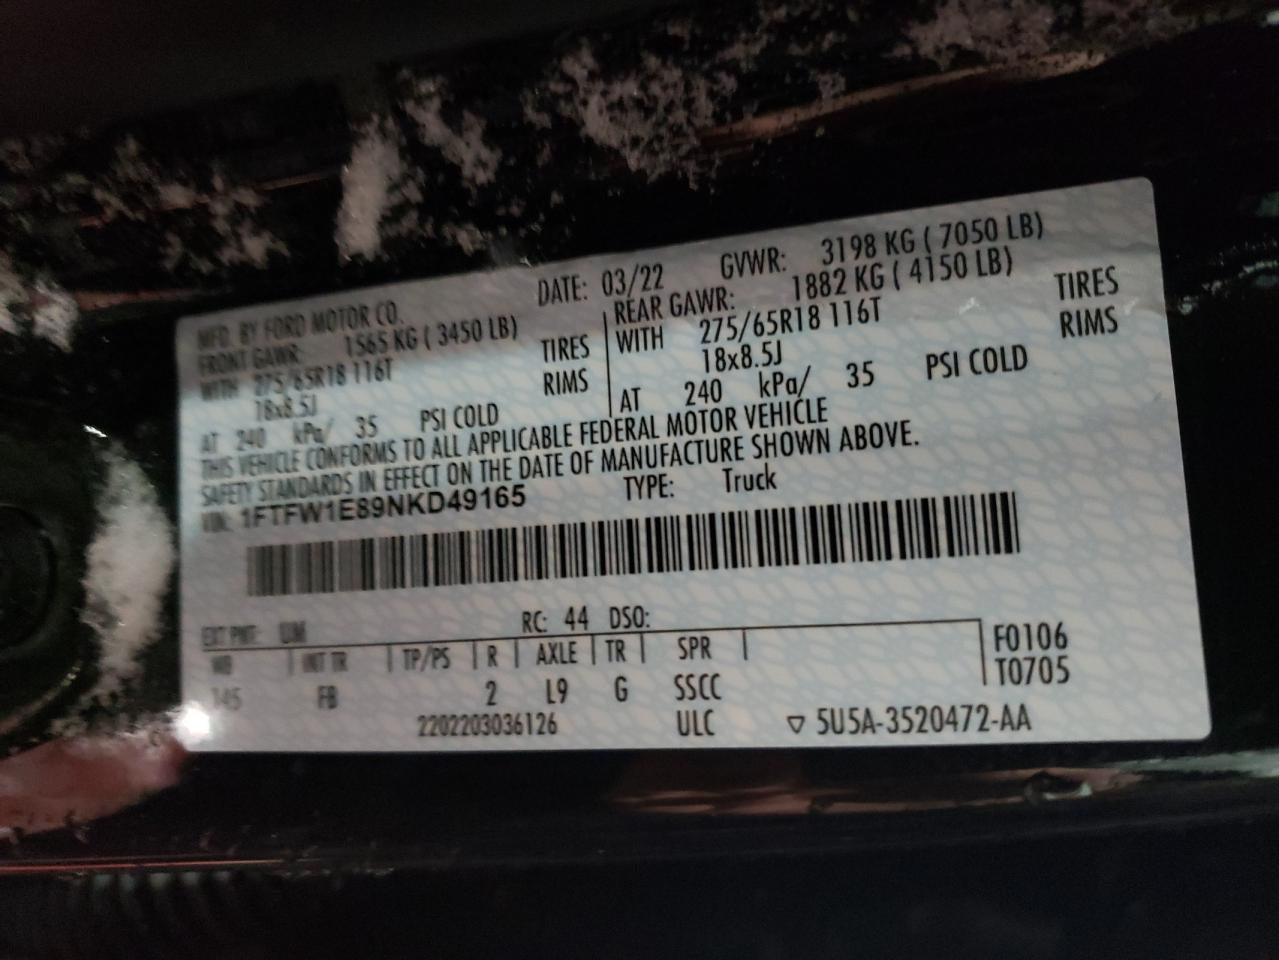 MFD. BY FORD MOTOR CO.
DATE: 03/22
GVWR: 3198 KG ( 7050 LB)
FRONT GAWR: 1565 KG ( 3450 LB)
REAR GAWR: 1882 KG ( 4150 LB)
WITH 275/65R18 116T TIRES
18x8.5J RIMS
AT 240 kPa/ 35 PSI COLD
WITH 275/65R18 116T TIRES
18x8.5J RIMS
AT 240 kPa/ 35 PSI COLD
THIS VEHICLE CONFORMS TO ALL APPLICABLE FEDERAL MOTOR VEHICLE
SAFETY STANDARDS IN EFFECT ON THE DATE OF MANUFACTURE SHOWN ABOVE.
VIN: 1FTFW1E89NKD49165
TYPE: Truck
EXT PNT: UM RC: 44 DSO:
WB INT TR TP/PS R AXLE TR SPR
145 FB 2 L9 G SSCC
F0106
T0705
2202203036126 ULC ▽ 5U5A-3520472-AA